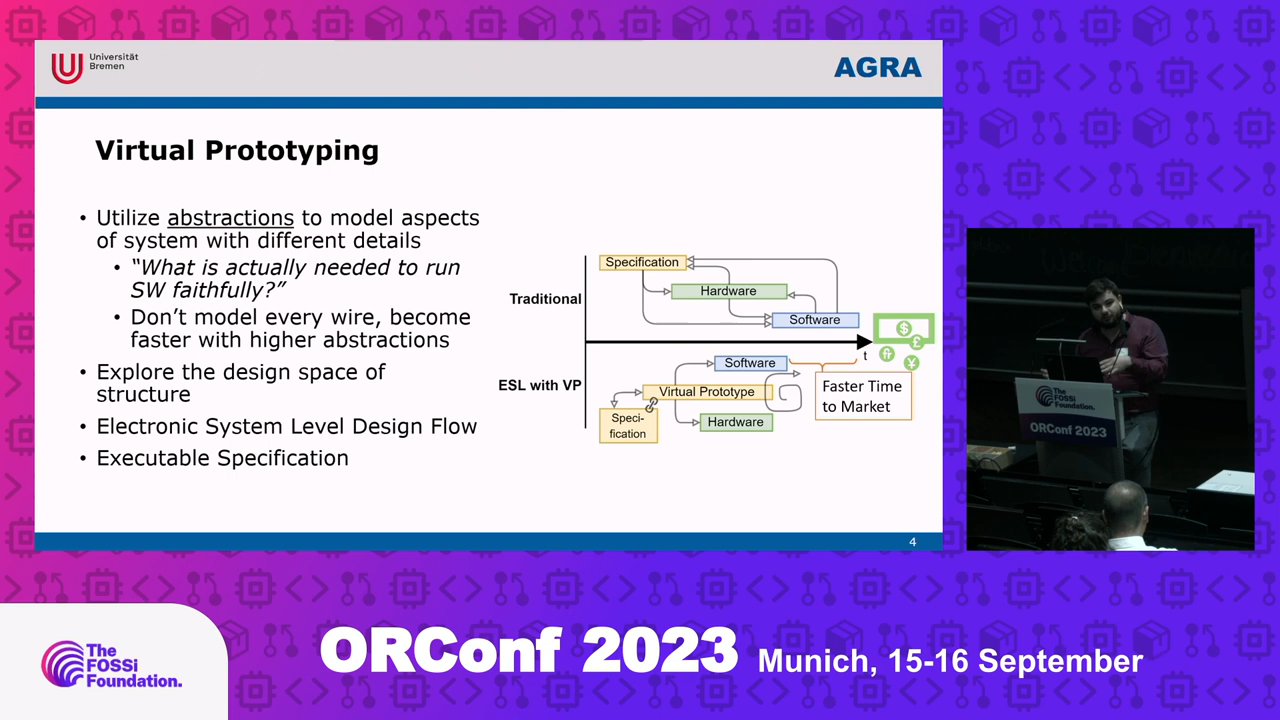 Universität
Bremen
AGRA
Virtual Prototyping
• Utilize abstractions to model aspects
of system with different details
• “What is actually needed to run
SW faithfully?”
• Don’t model every wire, become
faster with higher abstractions
• Explore the design space of
structure
• Electronic System Level Design Flow
• Executable Specification
Traditional
Specification
Hardware
Software
t
$
£
fr
¥
ESL with VP
Software
Virtual Prototype
Speci-
fication
Hardware
Faster Time
to Market
4
The
FOSSi
Foundation.
ORConf 2023
The
FOSSi
Foundation.
ORConf 2023 Munich, 15-16 September